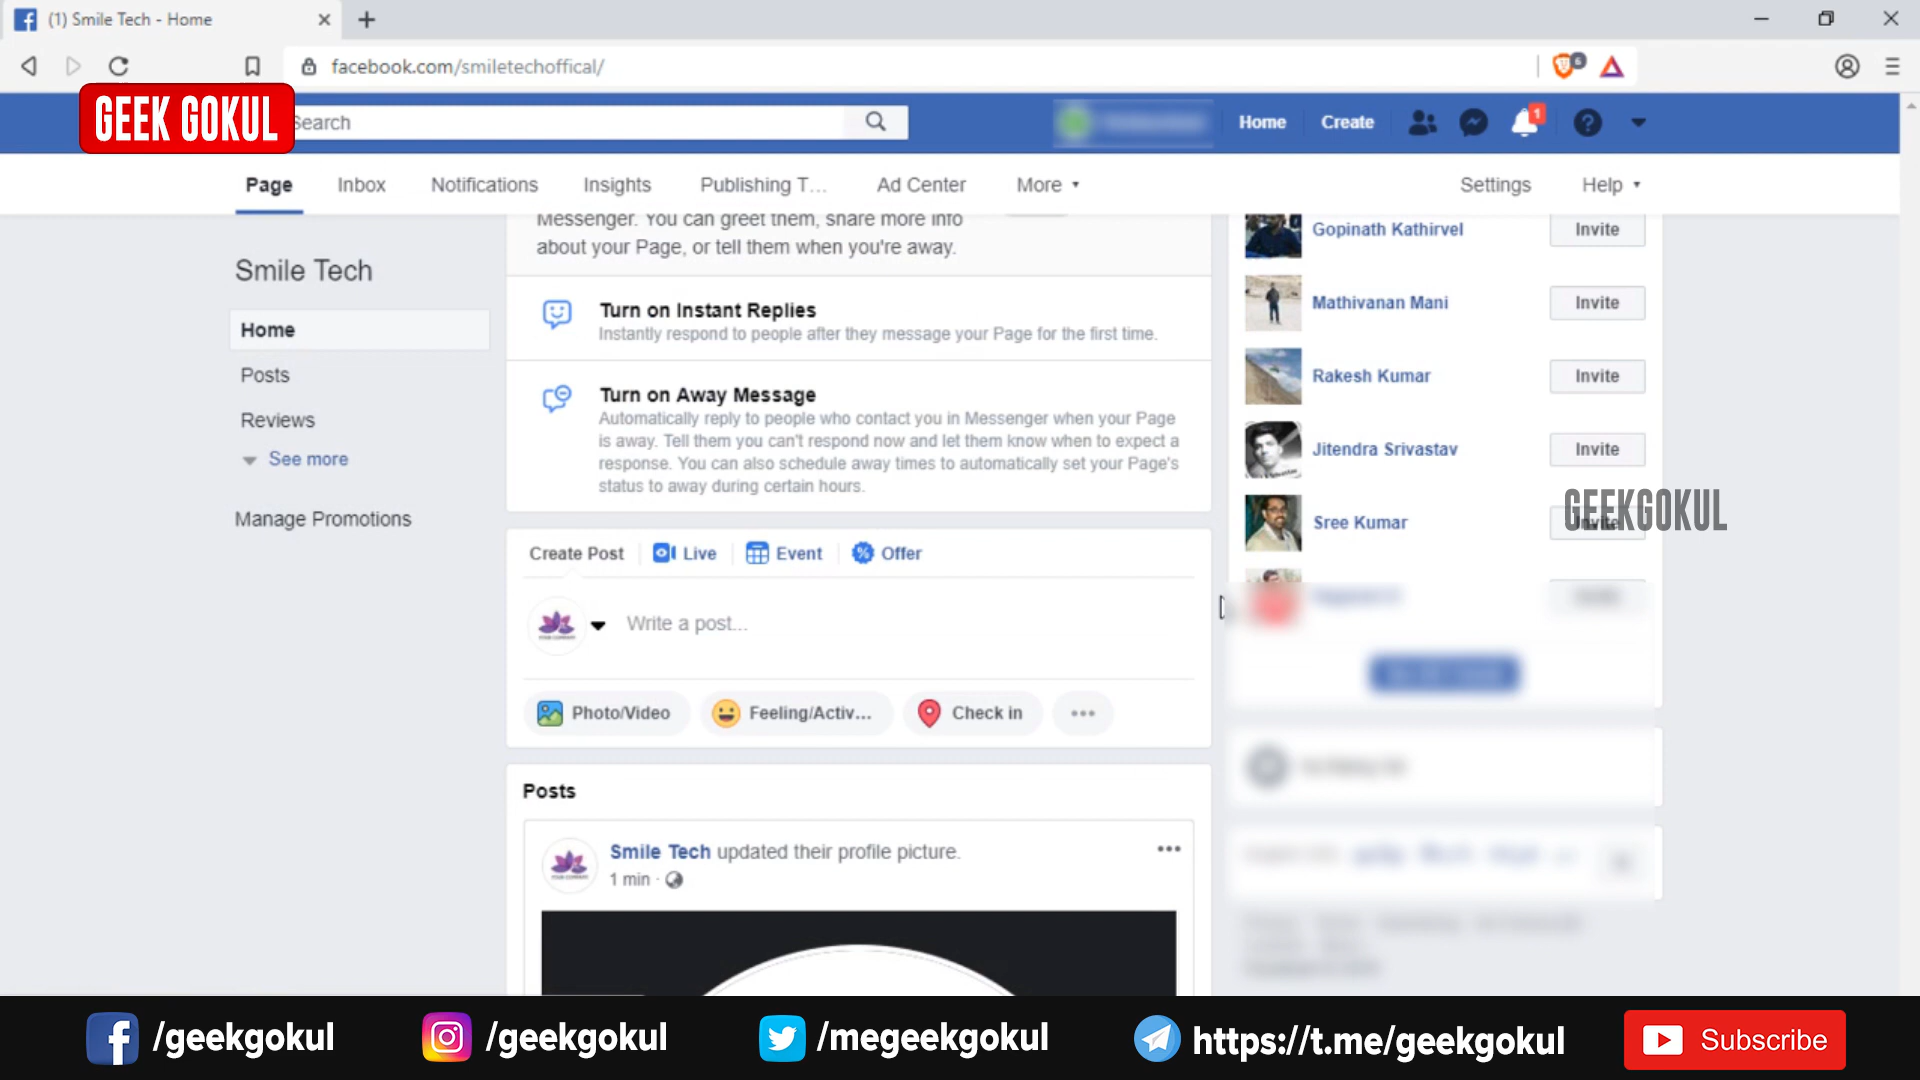 (1) Smile Tech - Home
facebook.com/smiletechoffical/
6
GEEK GOKUL
Search
Home
Create
1
Page
Inbox
Notifications
Insights
Publishing T...
Ad Center
More
Settings
Help
Smile Tech
Home
Posts
Reviews
See more
Manage Promotions
Messenger. You can greet them, share more info
about your Page, or tell them when you're away.
Turn on Instant Replies
Instantly respond to people after they message your Page for the first time.
Turn on Away Message
Automatically reply to people who contact you in Messenger when your Page
is away. Tell them you can't respond now and let them know when to expect a
response. You can also schedule away times to automatically set your Page's
status to away during certain hours.
Create Post
Live
Event
Offer
Write a post...
Photo/Video
Feeling/Activ...
Check in
Posts
Smile Tech updated their profile picture.
1 min
Gopinath Kathirvel
Invite
Mathivanan Mani
Invite
Rakesh Kumar
Invite
Jitendra Srivastav
Invite
Sree Kumar
Invite
GEEKGOKUL
/geekgokul
/geekgokul
/megeekgokul
https://t.me/geekgokul
Subscribe